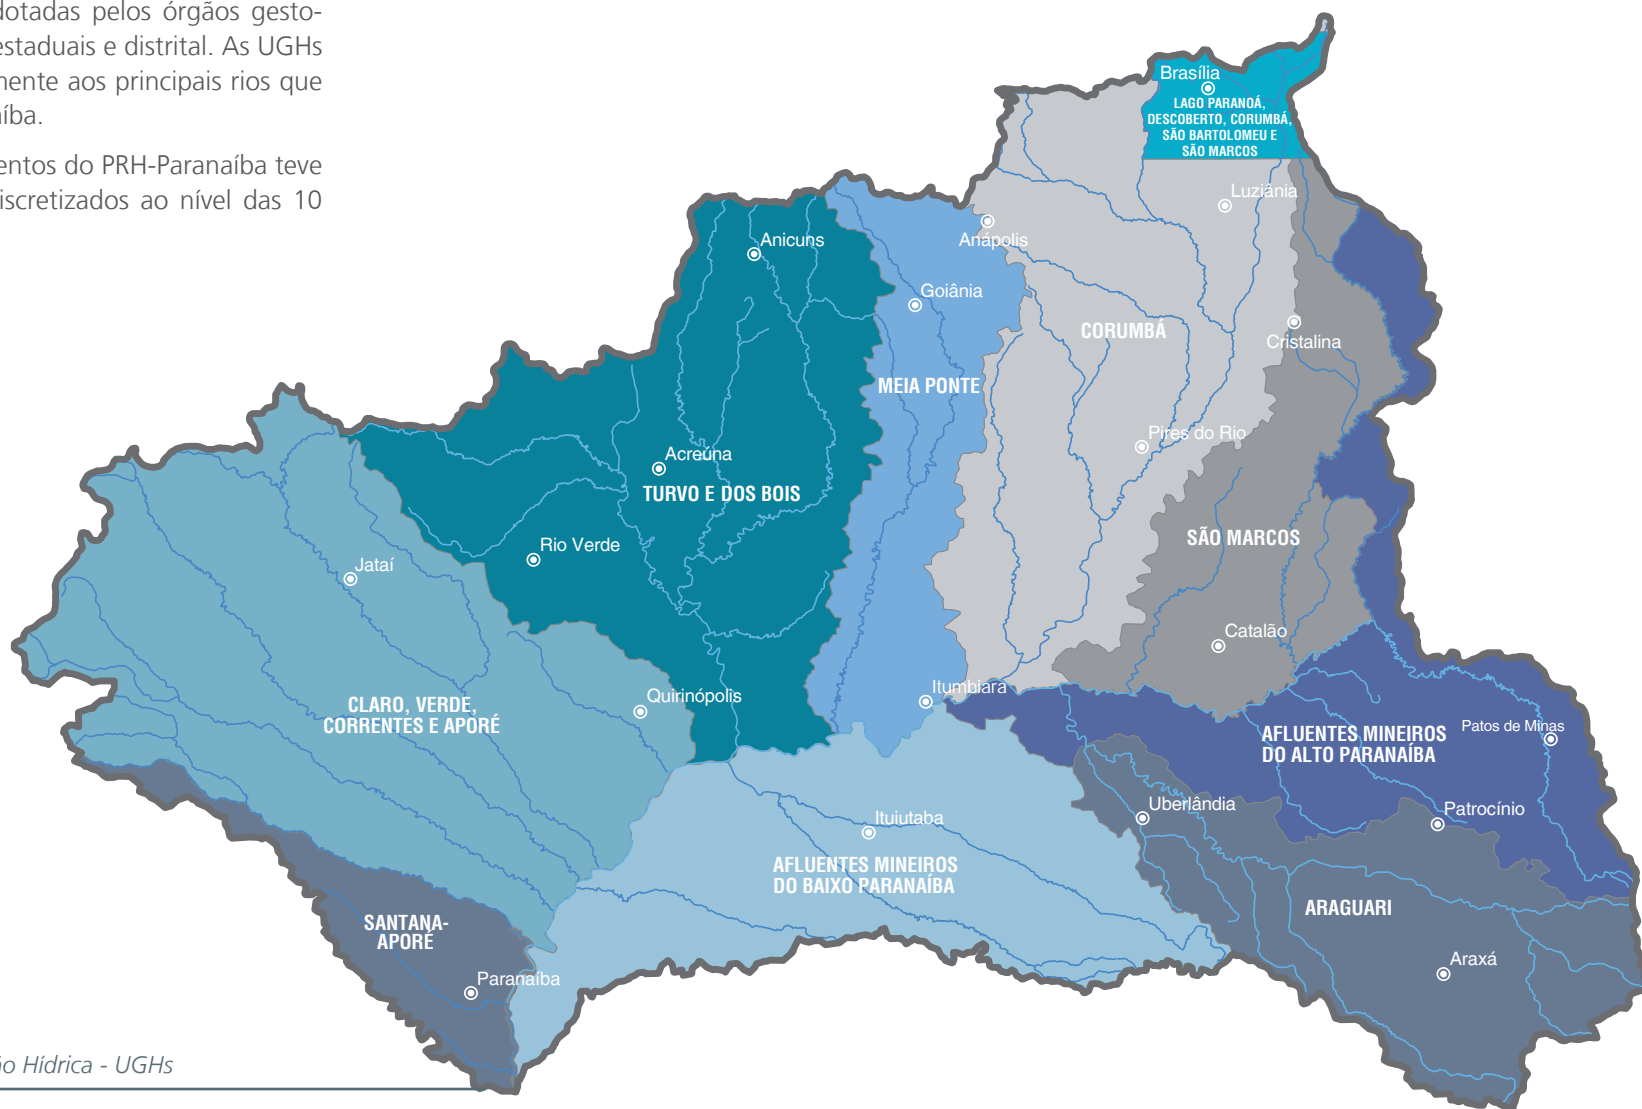 dotadas pelos órgãos gesto-
estaduais e distrital. As UGHs
mente aos principais rios que
íba.
entos do PRH-Paranaíba teve
iscretizados ao nível das 10
Brasília
LAGO PARANOÁ,
DESCOBERTO, CORUMBÁ,
SÃO BARTOLOMEU E
SÃO MARCOS
Luziânia
Anicuns
Anápolis
Goiânia
CORUMBÁ
Cristalina
MEIA PONTE
Pires do Rio
Acreúna
TURVO E DOS BOIS
Rio Verde
SÃO MARCOS
Jataí
Catalão
Quirinópolis
Itumbiara
CLARO, VERDE,
CORRENTES E APORÉ
AFLUENTES MINEIROS
DO ALTO PARANAÍBA
Patos de Minas
Uberlândia
Patrocínio
Ituiutaba
AFLUENTES MINEIROS
DO BAIXO PARANAÍBA
ARAGUARI
SANTANA-
APORÉ
Araxá
Paranaíba
ão Hídrica - UGHs